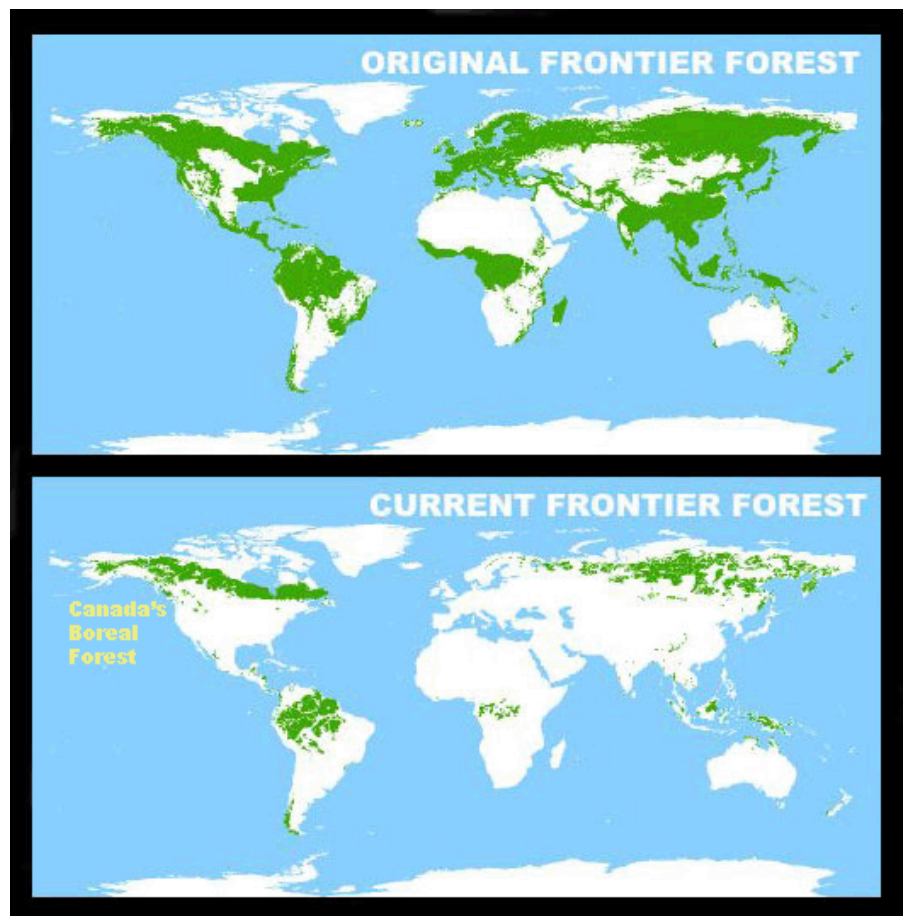 ORIGINAL FRONTIER FOREST
CURRENT FRONTIER FOREST
Canada's
Boreal
Forest